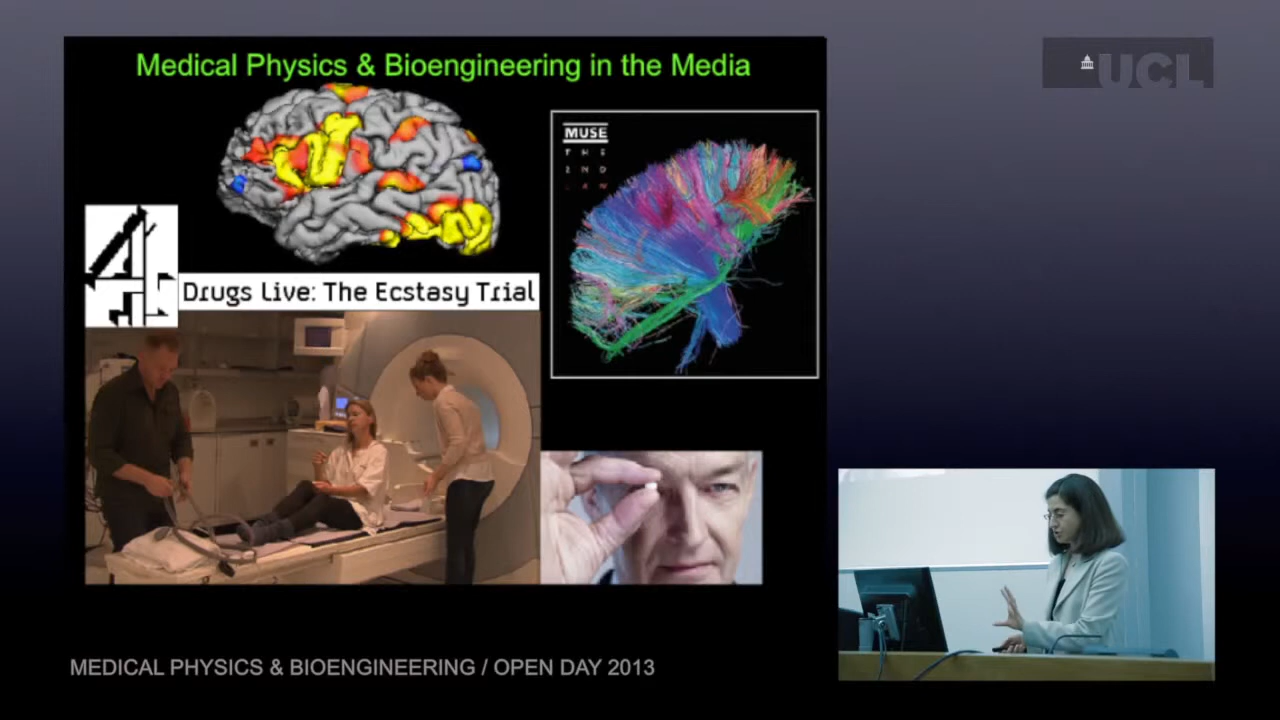 Medical Physics & Bioengineering in the Media
UCL
MUSE
THE
2ND
LAW
4
Drugs Live: The Ecstasy Trial
MEDICAL PHYSICS & BIOENGINEERING / OPEN DAY 2013